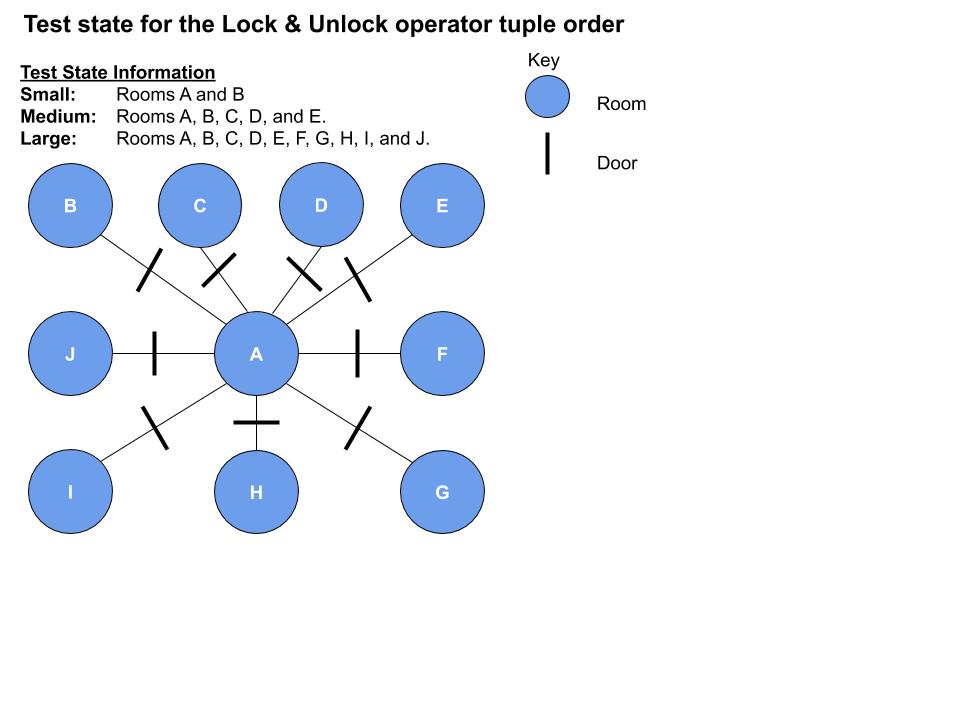 Test state for the Lock & Unlock operator tuple order
Key
Test State Information
Small: Rooms A and B
Medium: Rooms A, B, C, D, and E.
Large: Rooms A, B, C, D, E, F, G, H, I, and J.
Room
Door
B C D E
J A F
I H G